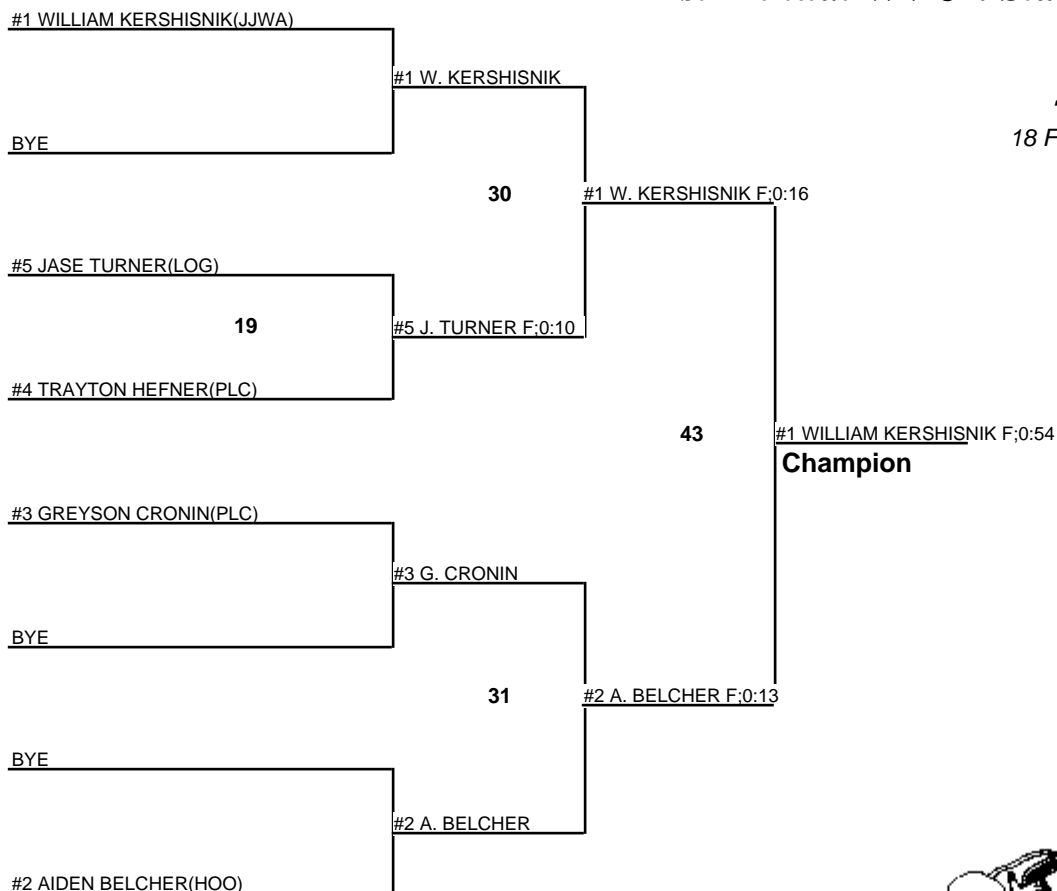 #1 WILLIAM KERSHISNIK(JJWA)
#1 W. KERSHISNIK
BYE
18 F
30
#1 W. KERSHISNIK F;0:16
#5 JASE TURNER(LOG)
19
#5 J. TURNER F;0:10
#4 TRAYTON HEFNER(PLC)
43
#1 WILLIAM KERSHISNIK F;0:54
Champion
#3 GREYSON CRONIN(PLC)
#3 G. CRONIN
BYE
31
#2 A. BELCHER F;0:13
BYE
#2 A. BELCHER
#2 AIDEN BELCHER(HOO)